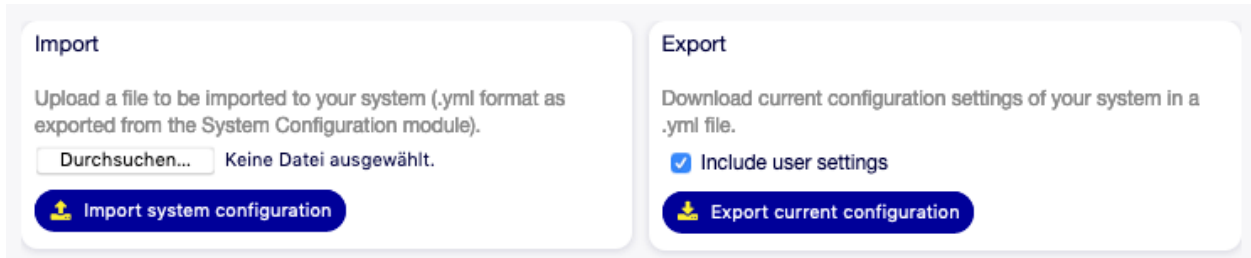 Import
Upload a file to be imported to your system (.yml format as
exported from the System Configuration module).
Durchsuchen... Keine Datei ausgewählt.
Import system configuration
Export
Download current configuration settings of your system in a
.yml file.
Include user settings
Export current configuration